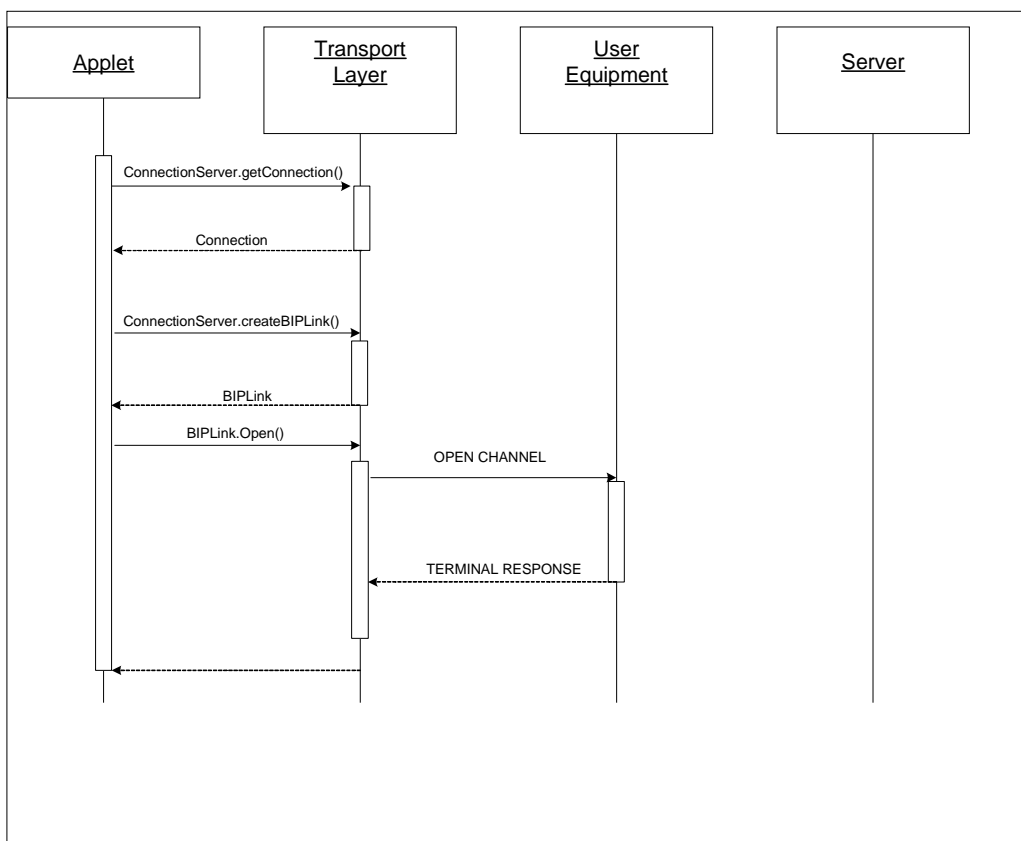 Applet
Transport
Layer
User
Equipment
Server
ConnectionServer.getConnection()
Connection
ConnectionServer.createBIPLink()
BIPLink
BIPLink.Open()
OPEN CHANNEL
TERMINAL RESPONSE